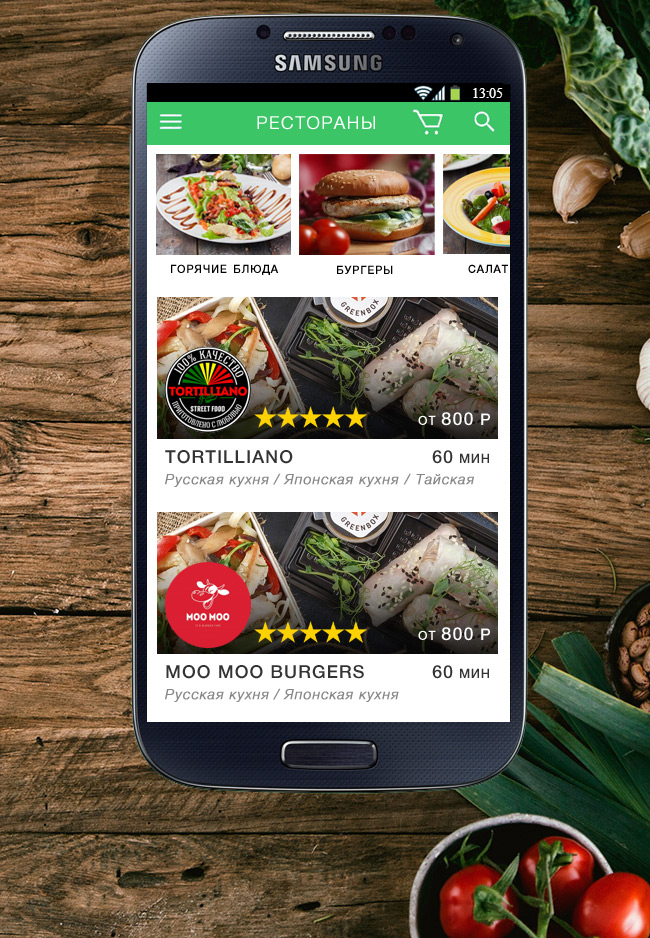 SAMSUNG
13:05
РЕСТОРАНЫ
ГОРЯЧИЕ БЛЮДА
БУРГЕРЫ
САЛАТ
GREENBOX
100% КАЧЕСТВО
TORTILLIANO
STREET FOOD
ПРИГОТОВЛЕНО С ЛЮБОВЬЮ
от 800 Р
TORTILLIANO
60 мин
Русская кухня / Японская кухня / Тайская
GREENBOX
MOO MOO
от 800 Р
MOO MOO BURGERS
60 мин
Русская кухня / Японская кухня